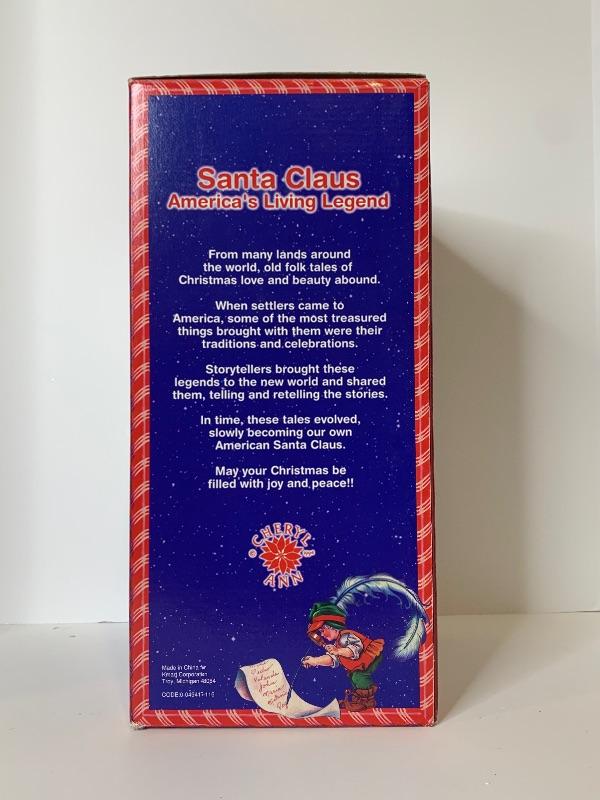 Santa Claus
America's Living Legend
From many lands around
the world, old folk tales of
Christmas love and beauty abound.
When settlers came to
America, some of the most treasured
things brought with them were their
traditions and celebrations.
Storytellers brought these
legends to the new world and shared
them, telling and retelling the stories.
In time, these tales evolved,
slowly becoming our own
American Santa Claus.
May your Christmas be
filled with joy and peace!!
CHERYL
ANN
Made in China for
Kmart Corporation
Troy, Michigan 48084